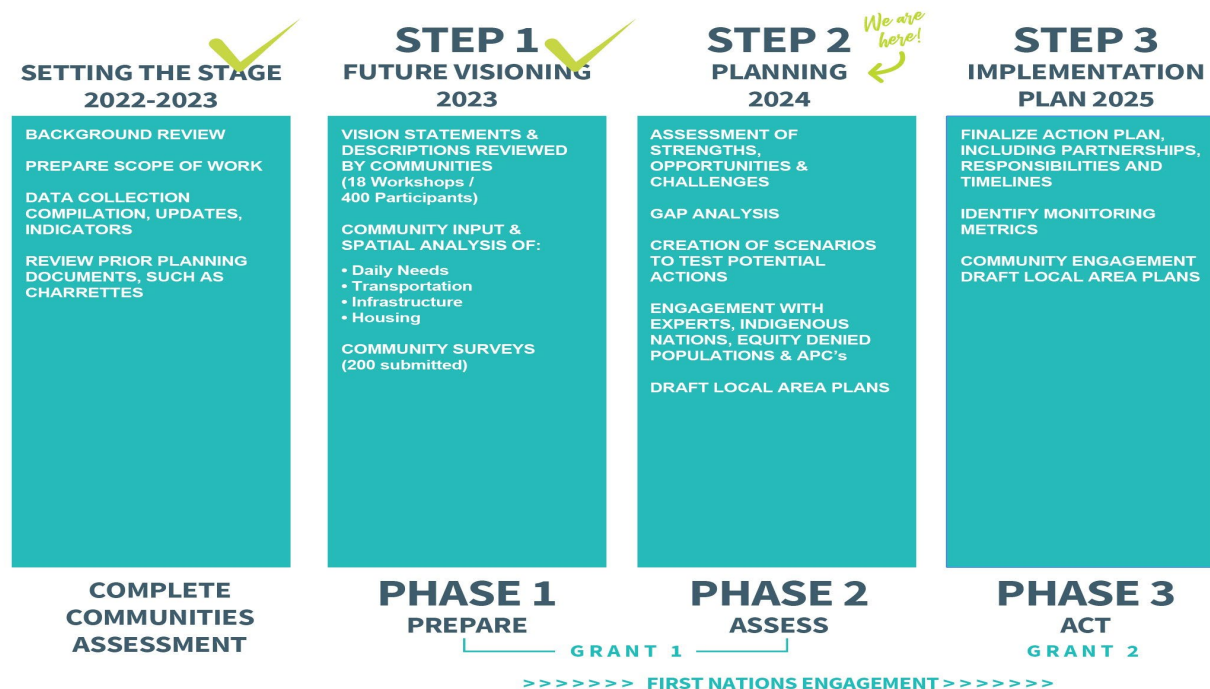 SETTING THE STAGE
2022-2023
BACKGROUND REVIEW
PREPARE SCOPE OF WORK
DATA COLLECTION
COMPILATION, UPDATES,
INDICATORS
REVIEW PRIOR PLANNING
DOCUMENTS, SUCH AS
CHARRETTES
COMPLETE
COMMUNITIES
ASSESSMENT
STEP 1
FUTURE VISIONING
2023
VISION STATEMENTS &
DESCRIPTIONS REVIEWED
BY COMMUNITIES
(18 Workshops /
400 Participants)
COMMUNITY INPUT &
SPATIAL ANALYSIS OF:
• Daily Needs
• Transportation
• Infrastructure
• Housing
COMMUNITY SURVEYS
(200 submitted)
PHASE 1
PREPARE
STEP 2
PLANNING
2024
We are
here!
ASSESSMENT OF
STRENGTHS,
OPPORTUNITIES &
CHALLENGES
GAP ANALYSIS
CREATION OF SCENARIOS
TO TEST POTENTIAL
ACTIONS
ENGAGEMENT WITH
EXPERTS, INDIGENOUS
NATIONS, EQUITY DENIED
POPULATIONS & APC's
DRAFT LOCAL AREA PLANS
PHASE 2
ASSESS
STEP 3
IMPLEMENTATION
PLAN 2025
FINALIZE ACTION PLAN,
INCLUDING PARTNERSHIPS,
RESPONSIBILITIES AND
TIMELINES
IDENTIFY MONITORING
METRICS
COMMUNITY ENGAGEMENT
DRAFT LOCAL AREA PLANS
PHASE 3
ACT
GRANT 1
GRANT 2
>>>>>>> FIRST NATIONS ENGAGEMENT>>>>>>>